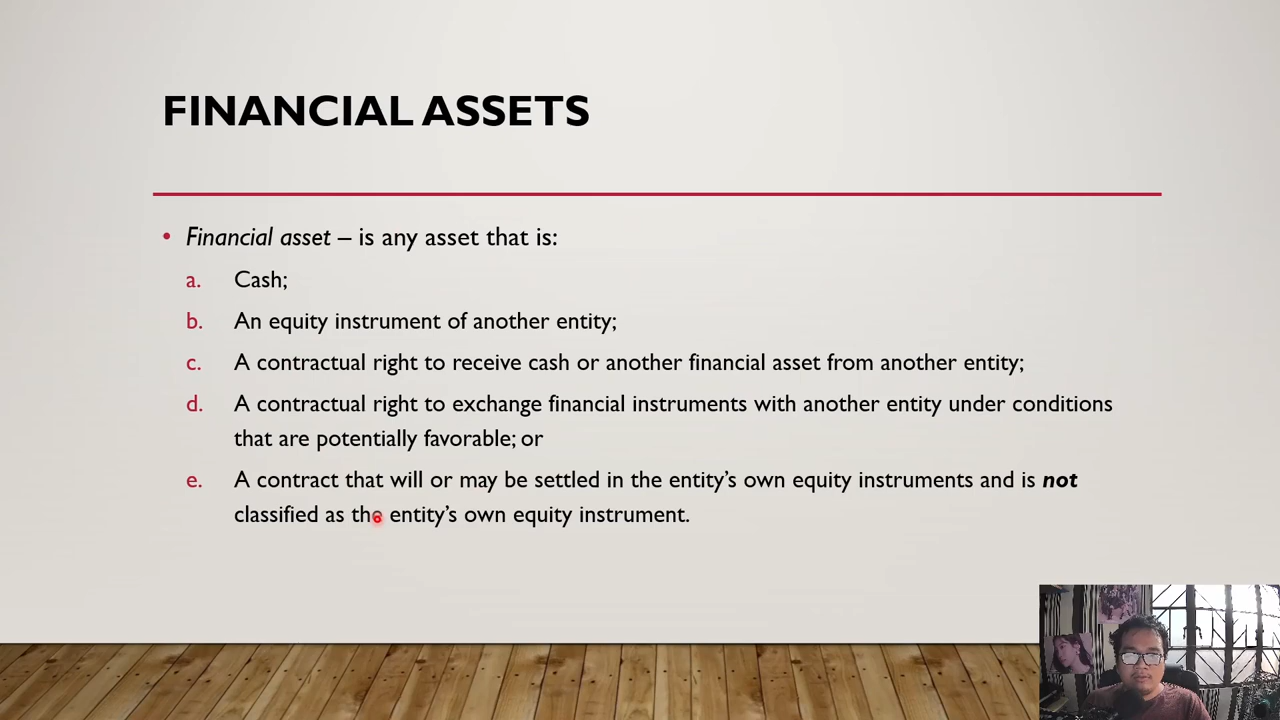 FINANCIAL ASSETS
• Financial asset – is any asset that is:
a. Cash;
b. An equity instrument of another entity;
c. A contractual right to receive cash or another financial asset from another entity;
d. A contractual right to exchange financial instruments with another entity under conditions
that are potentially favorable; or
e. A contract that will or may be settled in the entity’s own equity instruments and is not
classified as the entity’s own equity instrument.